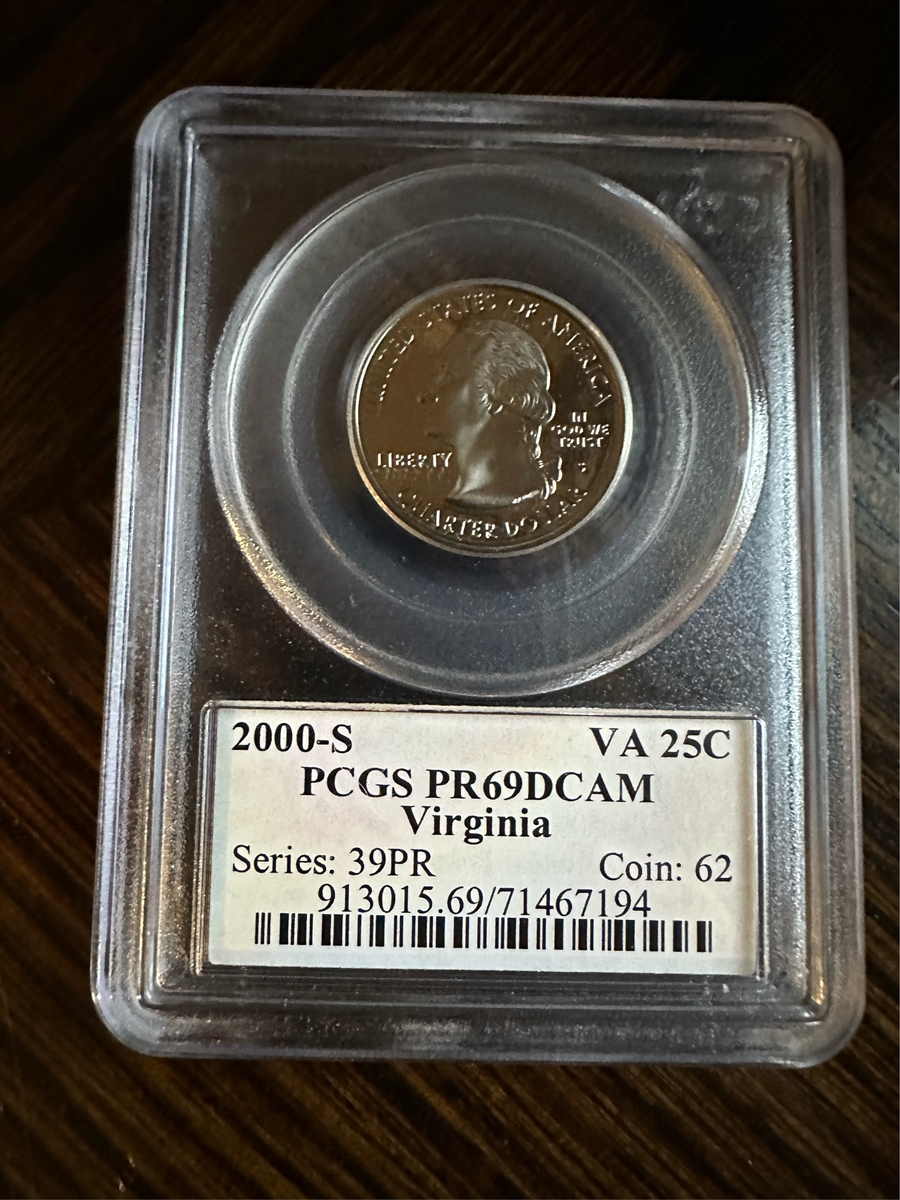 UNITED STATES OF AMERICA
IN
GOD WE
TRUST
LIBERTY
S
QUARTER DOLLAR
2000-S VA 25C
PCGS PR69DCAM
Virginia
Series: 39PR Coin: 62
913015.69/71467194